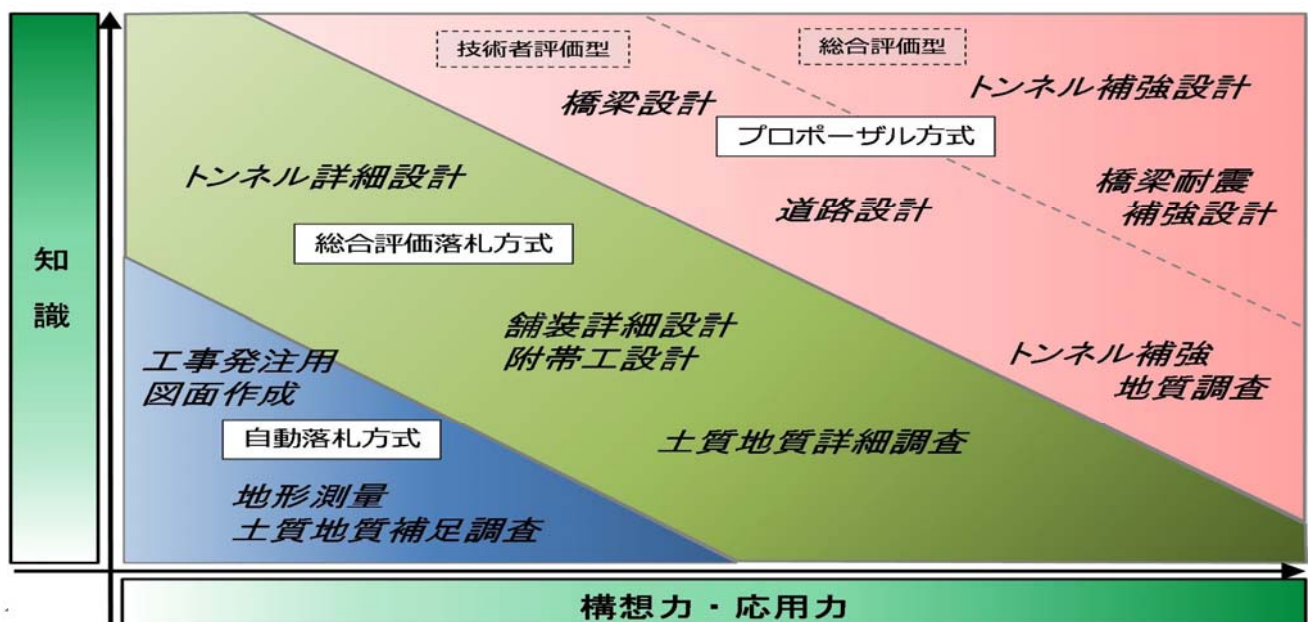 技術者評価型
総合評価型
トンネル補強設計
橋梁設計
プロポーザル方式
トンネル詳細設計
橋梁耐震
補強設計
道路設計
総合評価落札方式
知
識
舗装詳細設計
附帯工設計
トンネル補強
地質調査
工事発注用
図面作成
自動落札方式
土質地質詳細調査
地形測量
土質地質補足調査
構想力・応用力